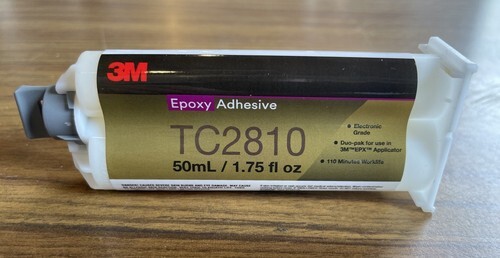 3M
Epoxy Adhesive
TC2810
50mL / 1.75 fl oz
Electronic
Grade
Duo-pak for use in
3M™EPX™ Applicator
110 Minutes Worklife